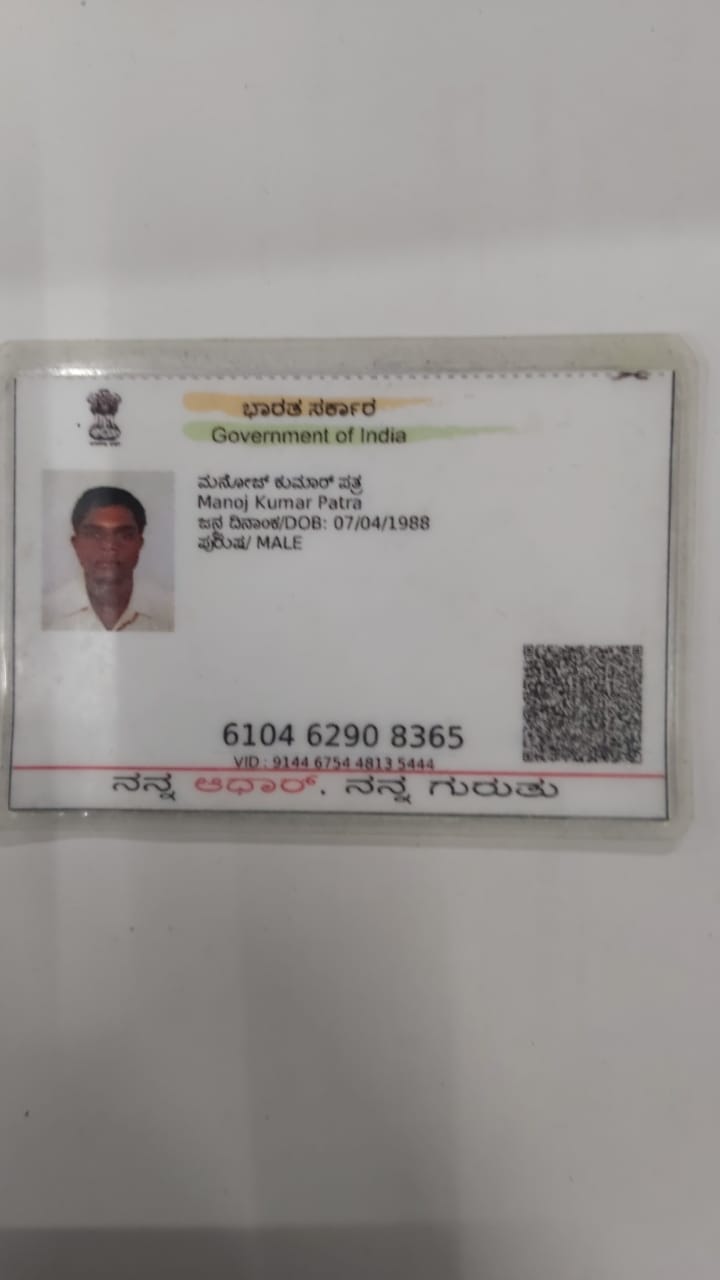 ಭಾರತ ಸರ್ಕಾರ
Government of India
ಮನೋಜ್ ಕುಮಾರ್ ಪತ್ರ
Manoj Kumar Patra
ಜನ್ಮ ದಿನಾಂಕ/DOB: 07/04/1988
ಪುರುಷ/ MALE
6104 6290 8365
VID : 9144 6754 4813 5444
ನನ್ನ ಆಧಾರ್, ನನ್ನ ಗುರುತು